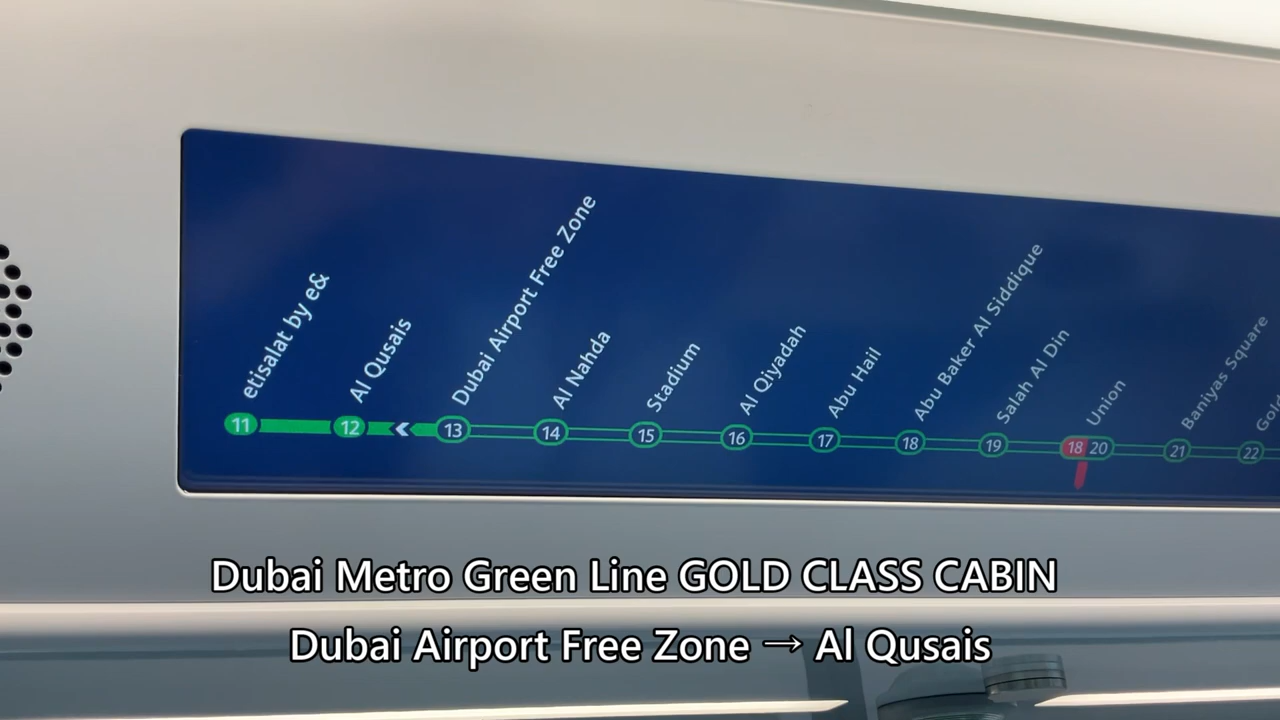 etisalat by e&
Al Qusais
Dubai Airport Free Zone
Al Nahda
Stadium
Al Qiyadah
Abu Hail
Abu Baker Al Siddique
Salah Al Din
Union
Baniyas Square
11 12 13 14 15 16 17 18 19 18 20 21 22
Dubai Metro Green Line GOLD CLASS CABIN
Dubai Airport Free Zone → Al Qusais